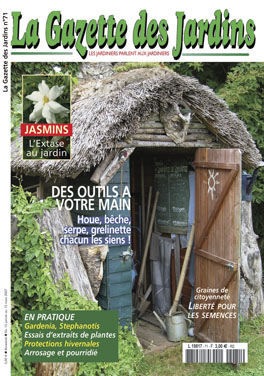 La Gazette des Jardins
LES JARDINIERS PARLENT AUX JARDINIERS
La Gazette des Jardins n°71
JASMINS
L'Extase
au jardin
DES OUTILS A
VOTRE MAIN
Houe, bêche,
serpe, grelinette
chacun les siens !
Graines de
citoyenneté
LIBERTÉ POUR
LES SEMENCES
EN PRATIQUE
Gardenia, Stephanotis
Essais d'extraits de plantes
Protections hivernales
Arrosage et pourridié